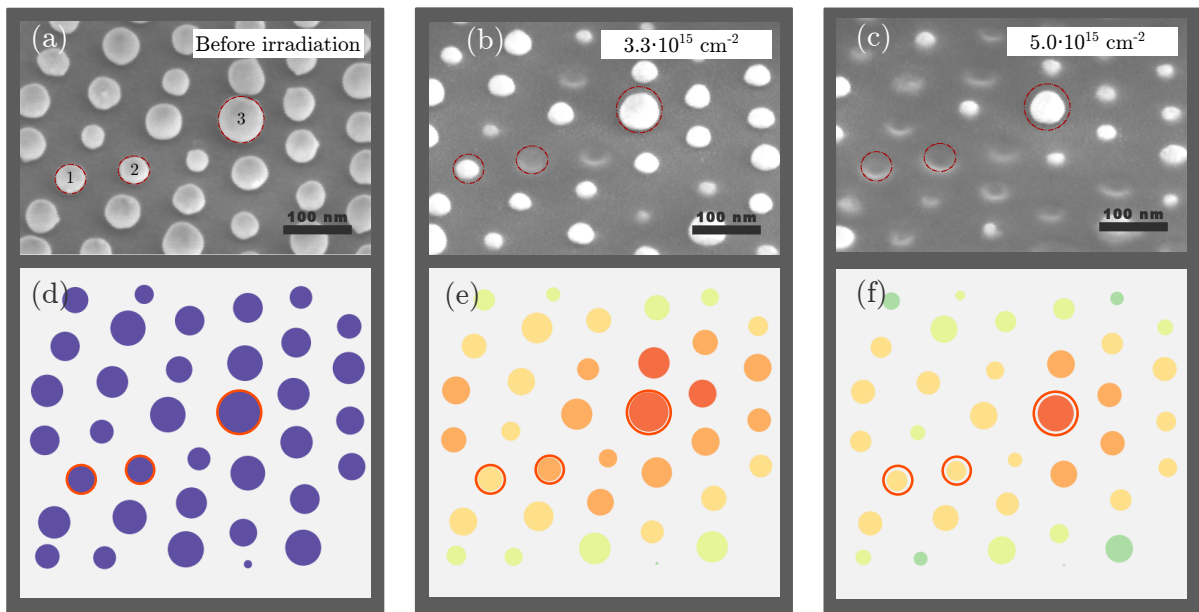 (a)
Before irradiation
1
2
3
100 nm
(b)
3.3·10¹⁵ cm⁻²
100 nm
(c)
5.0·10¹⁵ cm⁻²
100 nm
(d)
(e)
(f)